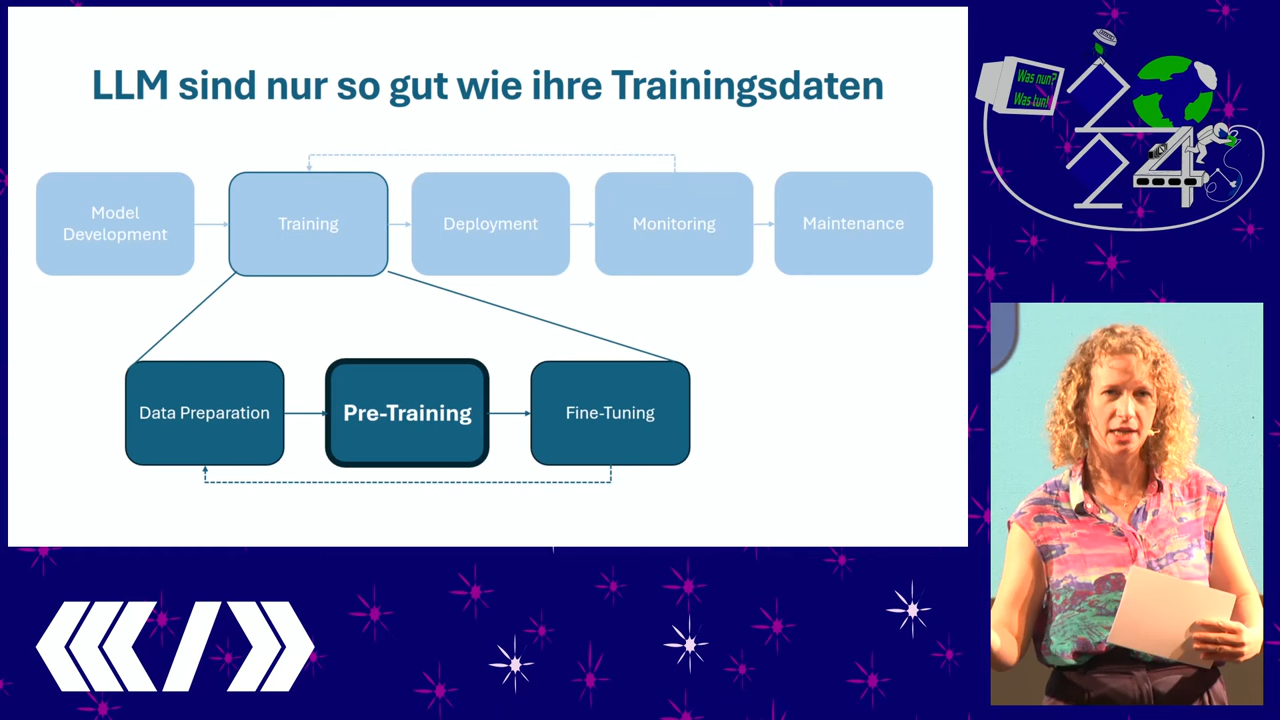 LLM sind nur so gut wie ihre Trainingsdaten
Model
Development
Training
Deployment
Monitoring
Maintenance
Data Preparation
Pre-Training
Fine-Tuning
Was nun?
Was tun!
2024